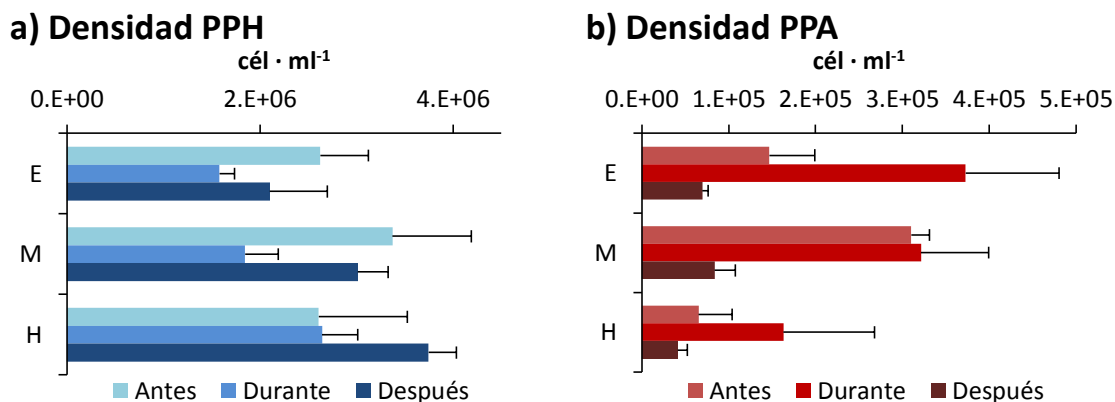 a) Densidad PPH
cél · ml⁻¹
0.E+00 2.E+06 4.E+06
E
M
H
Antes Durante Después
b) Densidad PPA
cél · ml⁻¹
0.E+00 1.E+05 2.E+05 3.E+05 4.E+05 5.E+05
E
M
H
Antes Durante Después